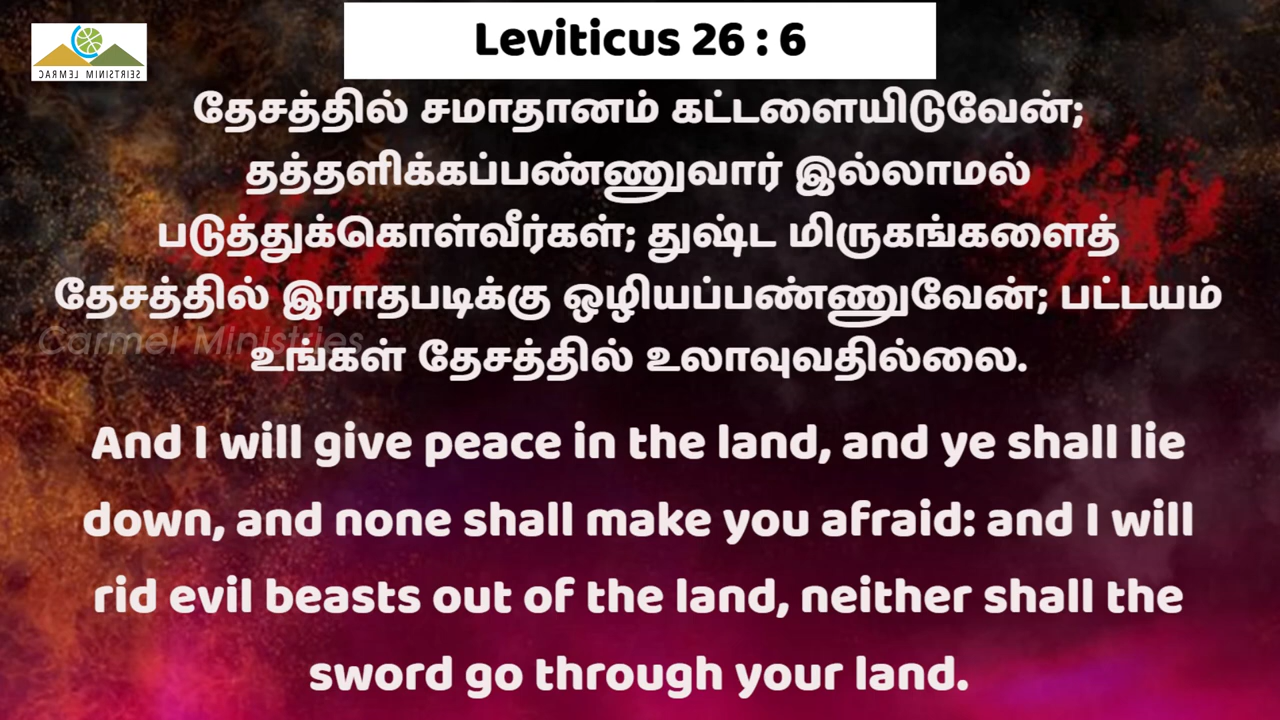 Leviticus 26 : 6
CARMEL MINISTRIES
தேசத்தில் சமாதானம் கட்டளையிடுவேன்;
தத்தளிக்கப்பண்ணுவார் இல்லாமல்
படுத்துக்கொள்வீர்கள்; துஷ்ட மிருகங்களைத்
தேசத்தில் இராதபடிக்கு ஒழியப்பண்ணுவேன்; பட்டயம்
Carmel Ministries
உங்கள் தேசத்தில் உலாவுவதில்லை.
And I will give peace in the land, and ye shall lie
down, and none shall make you afraid: and I will
rid evil beasts out of the land, neither shall the
sword go through your land.